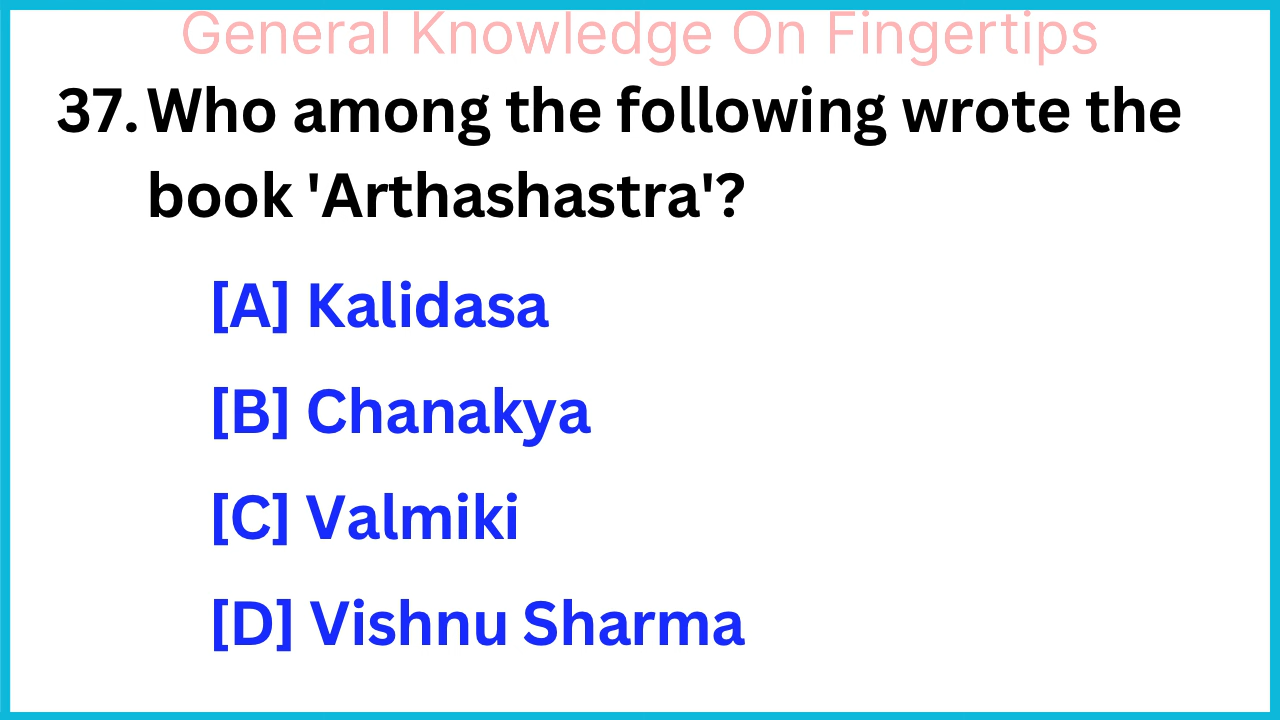 General Knowledge On Fingertips
37. Who among the following wrote the
book 'Arthashastra'?
[A] Kalidasa
[B] Chanakya
[C] Valmiki
[D] Vishnu Sharma